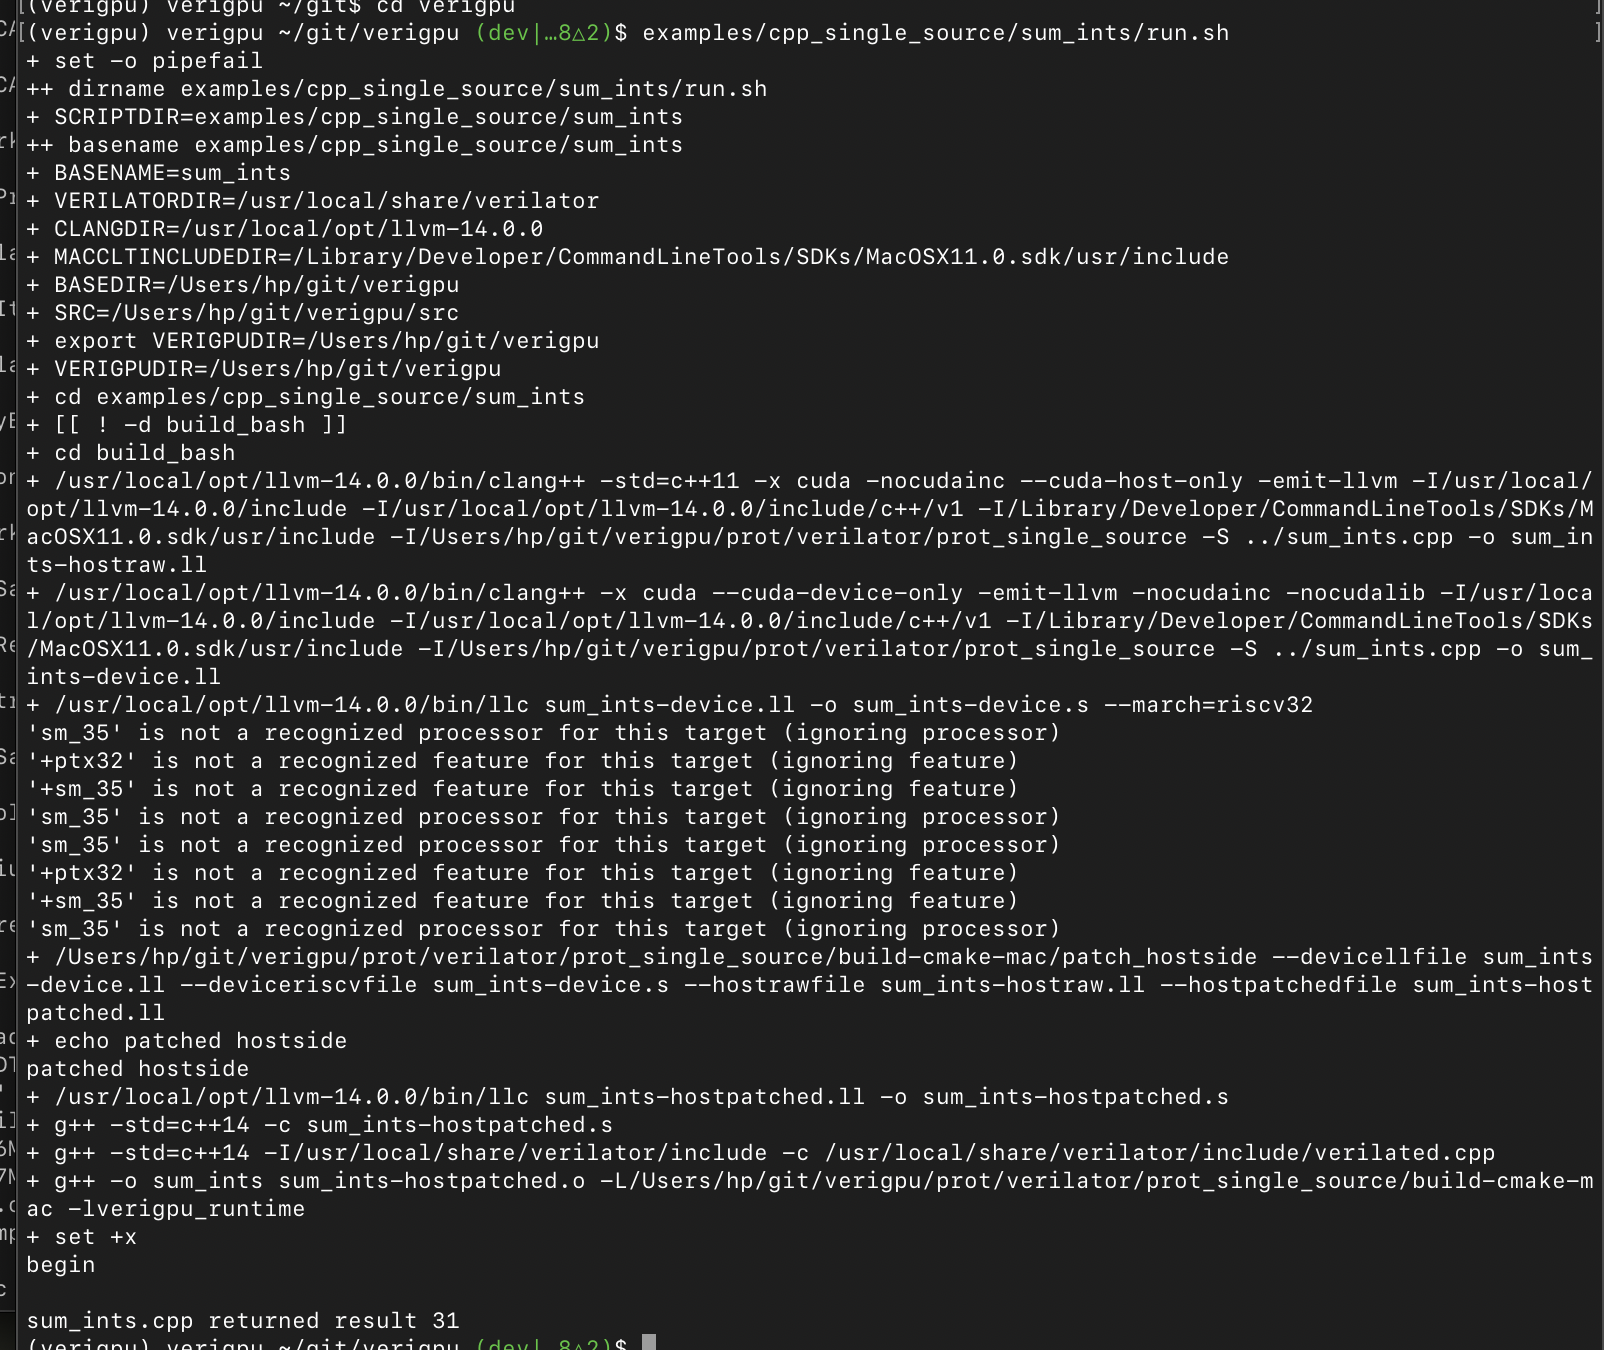 [(verigpu) verigpu ~/git$ cd verigpu ]
[(verigpu) verigpu ~/git/verigpu (dev|…8△2)$ examples/cpp_single_source/sum_ints/run.sh ]
+ set -o pipefail
++ dirname examples/cpp_single_source/sum_ints/run.sh
+ SCRIPTDIR=examples/cpp_single_source/sum_ints
++ basename examples/cpp_single_source/sum_ints
+ BASENAME=sum_ints
+ VERILATORDIR=/usr/local/share/verilator
+ CLANGDIR=/usr/local/opt/llvm-14.0.0
+ MACCLTINCLUDEDIR=/Library/Developer/CommandLineTools/SDKs/MacOSX11.0.sdk/usr/include
+ BASEDIR=/Users/hp/git/verigpu
+ SRC=/Users/hp/git/verigpu/src
+ export VERIGPUDIR=/Users/hp/git/verigpu
+ VERIGPUDIR=/Users/hp/git/verigpu
+ cd examples/cpp_single_source/sum_ints
+ [[ ! -d build_bash ]]
+ cd build_bash
+ /usr/local/opt/llvm-14.0.0/bin/clang++ -std=c++11 -x cuda -nocudainc --cuda-host-only -emit-llvm -I/usr/local/
opt/llvm-14.0.0/include -I/usr/local/opt/llvm-14.0.0/include/c++/v1 -I/Library/Developer/CommandLineTools/SDKs/M
acOSX11.0.sdk/usr/include -I/Users/hp/git/verigpu/prot/verilator/prot_single_source -S ../sum_ints.cpp -o sum_in
ts-hostraw.ll
+ /usr/local/opt/llvm-14.0.0/bin/clang++ -x cuda --cuda-device-only -emit-llvm -nocudainc -nocudalib -I/usr/loca
l/opt/llvm-14.0.0/include -I/usr/local/opt/llvm-14.0.0/include/c++/v1 -I/Library/Developer/CommandLineTools/SDKs
/MacOSX11.0.sdk/usr/include -I/Users/hp/git/verigpu/prot/verilator/prot_single_source -S ../sum_ints.cpp -o sum_
ints-device.ll
+ /usr/local/opt/llvm-14.0.0/bin/llc sum_ints-device.ll -o sum_ints-device.s --march=riscv32
'sm_35' is not a recognized processor for this target (ignoring processor)
'+ptx32' is not a recognized feature for this target (ignoring feature)
'+sm_35' is not a recognized feature for this target (ignoring feature)
'sm_35' is not a recognized processor for this target (ignoring processor)
'sm_35' is not a recognized processor for this target (ignoring processor)
'+ptx32' is not a recognized feature for this target (ignoring feature)
'+sm_35' is not a recognized feature for this target (ignoring feature)
'sm_35' is not a recognized processor for this target (ignoring processor)
+ /Users/hp/git/verigpu/prot/verilator/prot_single_source/build-cmake-mac/patch_hostside --devicellfile sum_ints
-device.ll --deviceriscvfile sum_ints-device.s --hostrawfile sum_ints-hostraw.ll --hostpatchedfile sum_ints-host
patched.ll
+ echo patched hostside
patched hostside
+ /usr/local/opt/llvm-14.0.0/bin/llc sum_ints-hostpatched.ll -o sum_ints-hostpatched.s
+ g++ -std=c++14 -c sum_ints-hostpatched.s
+ g++ -std=c++14 -I/usr/local/share/verilator/include -c /usr/local/share/verilator/include/verilated.cpp
+ g++ -o sum_ints sum_ints-hostpatched.o -L/Users/hp/git/verigpu/prot/verilator/prot_single_source/build-cmake-m
ac -lverigpu_runtime
+ set +x
begin
sum_ints.cpp returned result 31
(verigpu) verigpu ~/git/verigpu (dev|…8△2)$